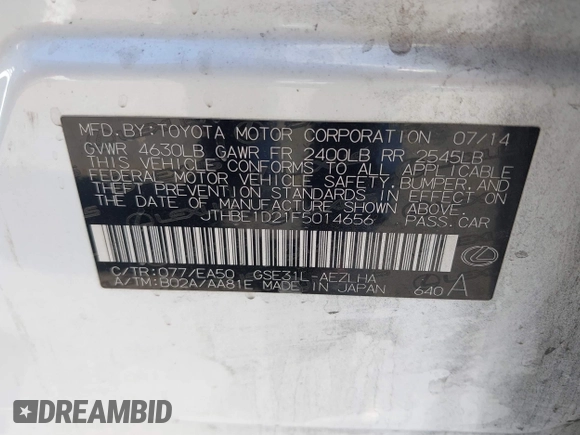 MFD. BY: TOYOTA MOTOR CORPORATION 07/14
GVWR 4630LB GAWR FR 2400LB RR 2545LB
THIS VEHICLE CONFORMS TO ALL APPLICABLE
FEDERAL MOTOR VEHICLE SAFETY, BUMPER, AND
THEFT PREVENTION STANDARDS IN EFFECT ON
THE DATE OF MANUFACTURE SHOWN ABOVE.
JTHBE1D21F5014656 PASS.CAR
C/TR:077/EA50 GSE31L-AEZLHA
A/TM:B02A/AA81E MADE IN JAPAN 640 A
DREAMBID